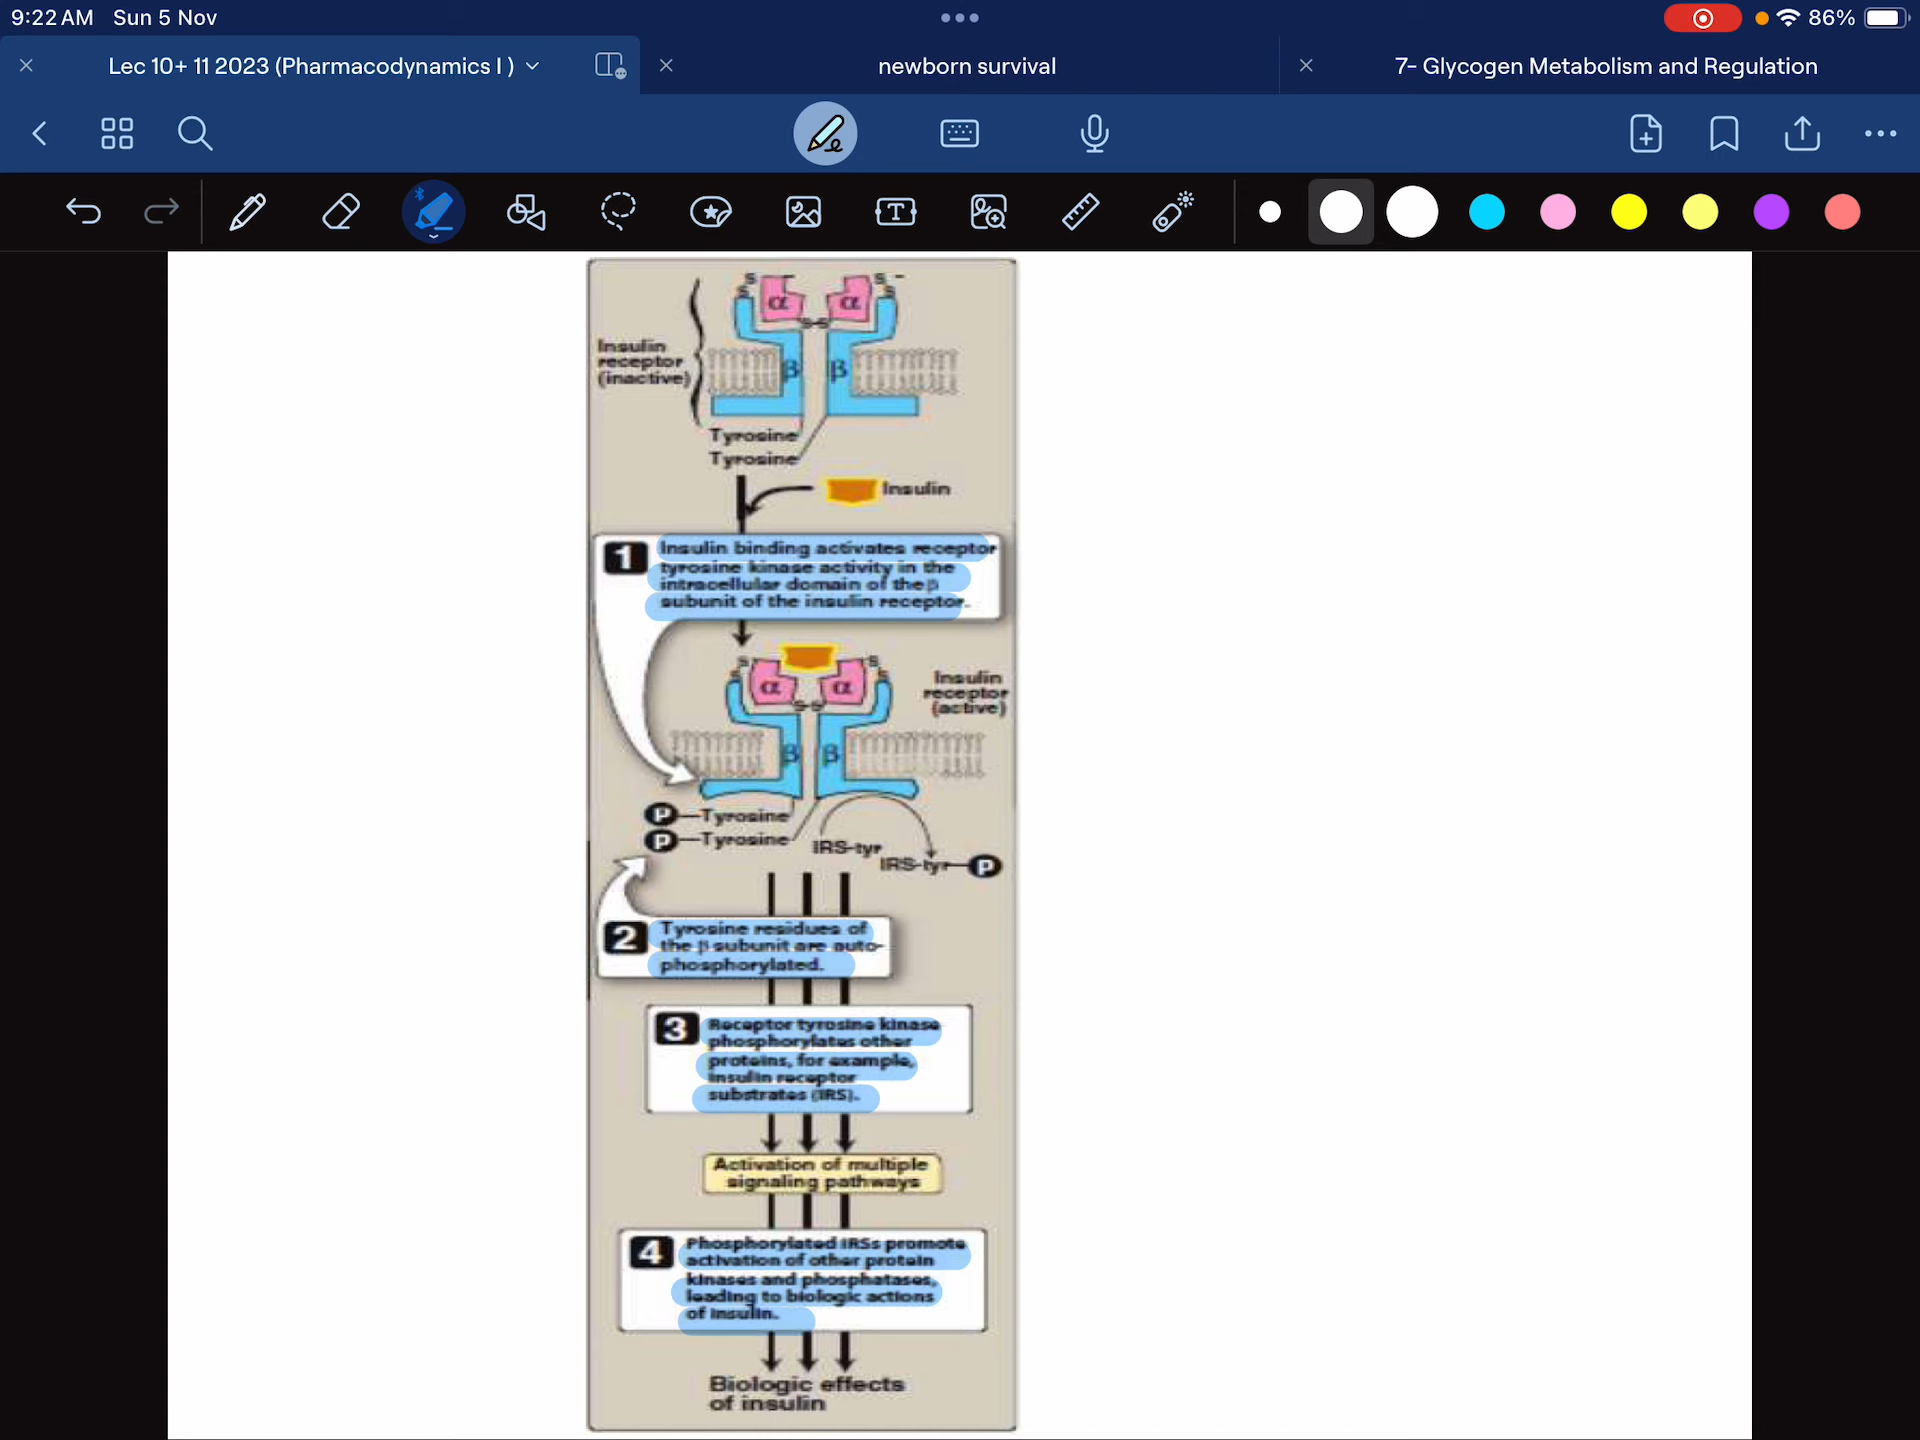 9:22 AM Sun 5 Nov
86%
Lec 10+ 11 2023 (Pharmacodynamics I )
newborn survival
7- Glycogen Metabolism and Regulation
S S
S S
α α
S-S
Insulin
receptor
(inactive)
β β
Tyrosine
Tyrosine
Insulin
1 Insulin binding activates receptor
tyrosine kinase activity in the
intracellular domain of the β
subunit of the insulin receptor.
S S
S S
α α
S-S
Insulin
receptor
(active)
β β
P—Tyrosine
P—Tyrosine
IRS-tyr
IRS-tyr—P
2 Tyrosine residues of
the β subunit are auto-
phosphorylated.
3 Receptor tyrosine kinase
phosphorylates other
proteins, for example,
insulin receptor
substrates (IRS).
Activation of multiple
signaling pathways
4 Phosphorylated IRSs promote
activation of other protein
kinases and phosphatases,
leading to biologic actions
of insulin.
Biologic effects
of insulin